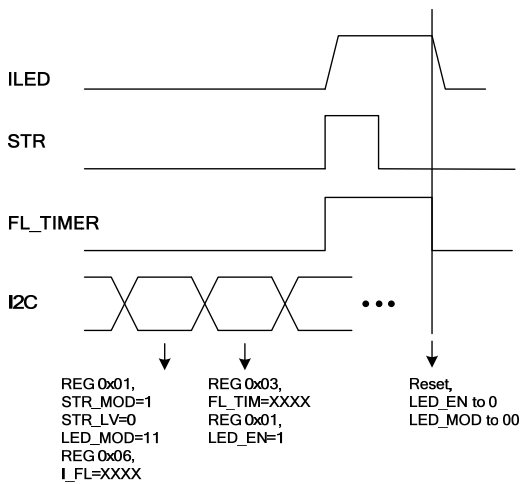 ILED
STR
FL_TIMER
I2C
REG 0x01,
STR_MOD=1
STR_LV=0
LED_MOD=11
REG 0x06,
I_FL=XXXX
REG 0x03,
FL_TIM=XXXX
REG 0x01,
LED_EN=1
Reset,
LED_EN to 0
LED_MOD to 00